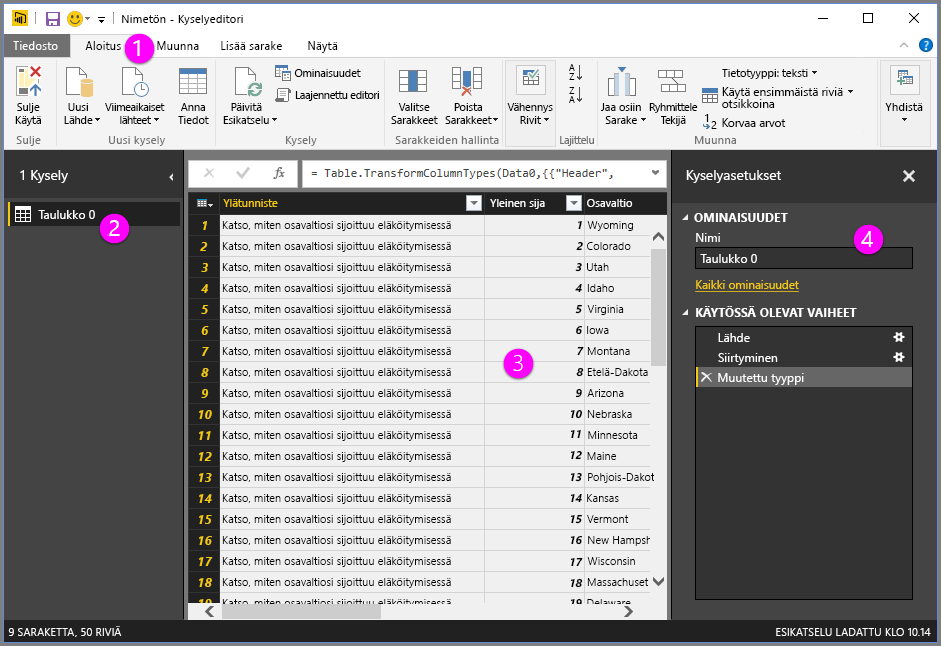 Nimetön - Kyselyeditori
Tiedosto Aloitus 1 Muunna Lisää sarake Näytä
Sulje Käytä
Uusi Lähde
Viimeaikaiset lähteet
Anna Tiedot
Päivitä Esikatselu
Ominaisuudet
Laajennettu editori
Valitse Sarakkeet
Poista Sarakkeet
Vähennys Rivit
A Z
Z A
Jaa osiin Sarake
Ryhmittele Tekijä
Tietotyyppi: teksti
Käytä ensimmäistä riviä
otsikkoina
1 2 Korvaa arvot
Yhdistä
Sulje Uusi kysely Kysely Sarakkeiden hallinta Lajittelu Muunna
1 Kysely
Taulukko 0
2
fx = Table.TransformColumnTypes(Data0,{{"Header",
Ylätunniste Yleinen sija Osavaltio
1 Katso, miten osavaltiosi sijoittuu eläköitymisessä 1 Wyoming
2 Katso, miten osavaltiosi sijoittuu eläköitymisessä 2 Colorado
3 Katso, miten osavaltiosi sijoittuu eläköitymisessä 3 Utah
4 Katso, miten osavaltiosi sijoittuu eläköitymisessä 4 Idaho
5 Katso, miten osavaltiosi sijoittuu eläköitymisessä 5 Virginia
6 Katso, miten osavaltiosi sijoittuu eläköitymisessä 6 Iowa
7 Katso, miten osavaltiosi sijoittuu eläköitymisessä 7 Montana
8 Katso, miten osavaltiosi sijoittuu eläköitymisessä 3 8 Etelä-Dakota
9 Katso, miten osavaltiosi sijoittuu eläköitymisessä 9 Arizona
10 Katso, miten osavaltiosi sijoittuu eläköitymisessä 10 Nebraska
11 Katso, miten osavaltiosi sijoittuu eläköitymisessä 11 Minnesota
12 Katso, miten osavaltiosi sijoittuu eläköitymisessä 12 Maine
13 Katso, miten osavaltiosi sijoittuu eläköitymisessä 13 Pohjois-Dakot
14 Katso, miten osavaltiosi sijoittuu eläköitymisessä 14 Kansas
15 Katso, miten osavaltiosi sijoittuu eläköitymisessä 15 Vermont
16 Katso, miten osavaltiosi sijoittuu eläköitymisessä 16 New Hampsh
17 Katso, miten osavaltiosi sijoittuu eläköitymisessä 17 Wisconsin
18 Katso, miten osavaltiosi sijoittuu eläköitymisessä 18 Massachuset
19 Katso, miten osavaltiosi sijoittuu eläköitymisessä 19 Delaware
Kyselyasetukset
OMINAISUUDET
Nimi
4
Taulukko 0
Kaikki ominaisuudet
KÄYTÖSSÄ OLEVAT VAIHEET
Lähde
Siirtyminen
Muutettu tyyppi
9 SARAKETTA, 50 RIVIÄ
ESIKATSELU LADATTU KLO 10.14